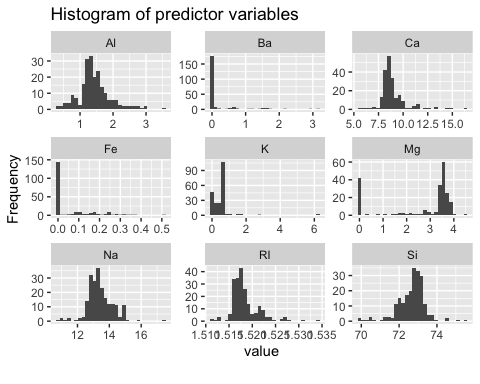 Histogram of predictor variables
Al Ba Ca
30 20 10 0
150 100 50 0
40 20 0
1 2 3
0 1 2 3
5.0 7.5 10.0 12.5 15.0
Fe K Mg
150 100 50 0
90 60 30 0
60 40 20 0
0.0 0.1 0.2 0.3 0.4 0.5
0 2 4 6
0 1 2 3 4
Na RI Si
30 20 10 0
40 30 20 10 0
30 20 10 0
12 14 16
1.510 1.515 1.520 1.525 1.530 1.535
70 72 74
Frequency
value